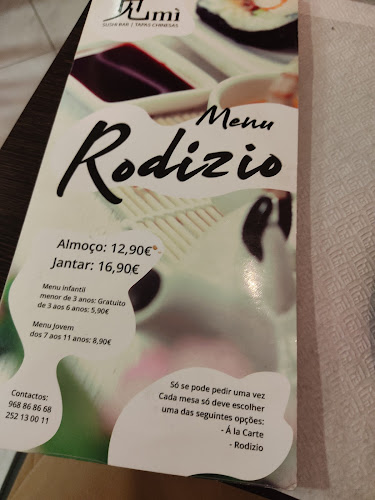 mì
SUSHI BAR | TAPAS CHINESAS
Menu
Rodizio
Almoço: 12,90€
Jantar: 16,90€
Menu Infantil
menor de 3 anos: Gratuito
de 3 aos 6 anos: 5,90€
Menu Jovem
dos 7 aos 11 anos: 8,90€
Contactos:
968 86 86 68
252 13 00 11
Só se pode pedir uma vez
Cada mesa só deve escolher
uma das seguintes opções:
- Á la Carte
- Rodizio